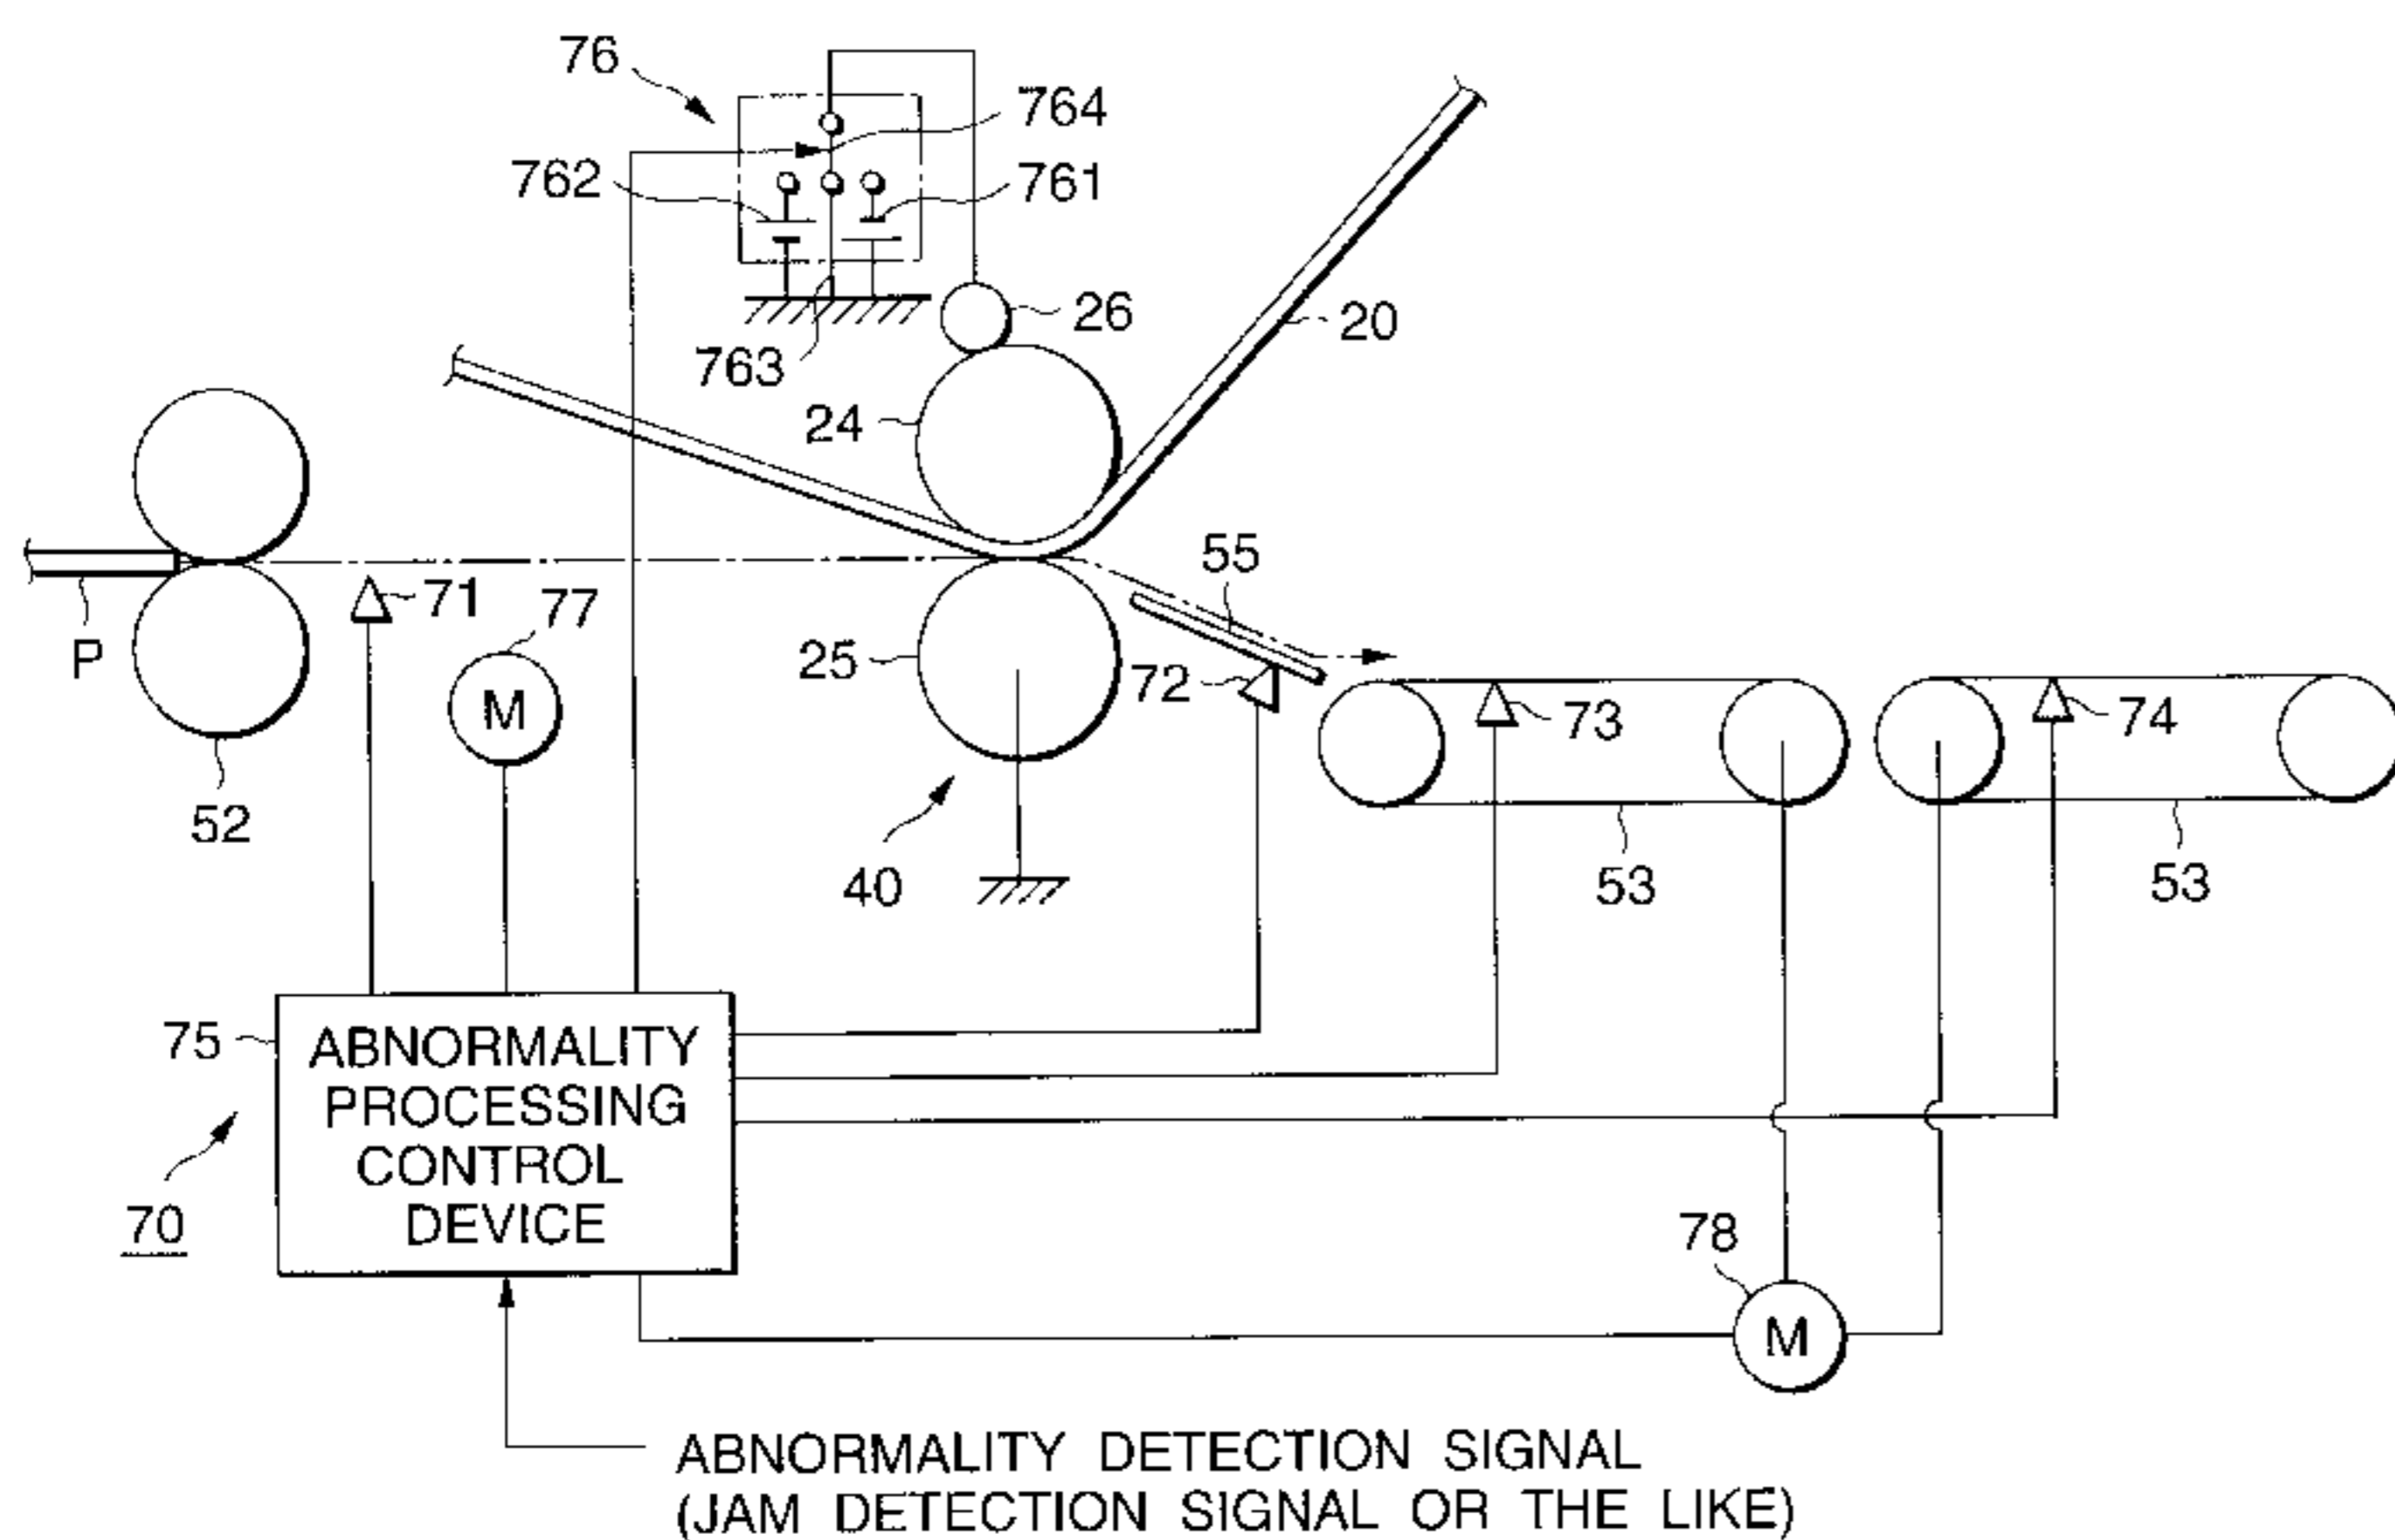 76
764
762
761
26
20
763
24
55
71
77
P
25
72
M
73
74
52
40
53
53
75
ABNORMALITY
PROCESSING
CONTROL
DEVICE
70
78
M
ABNORMALITY DETECTION SIGNAL
(JAM DETECTION SIGNAL OR THE LIKE)